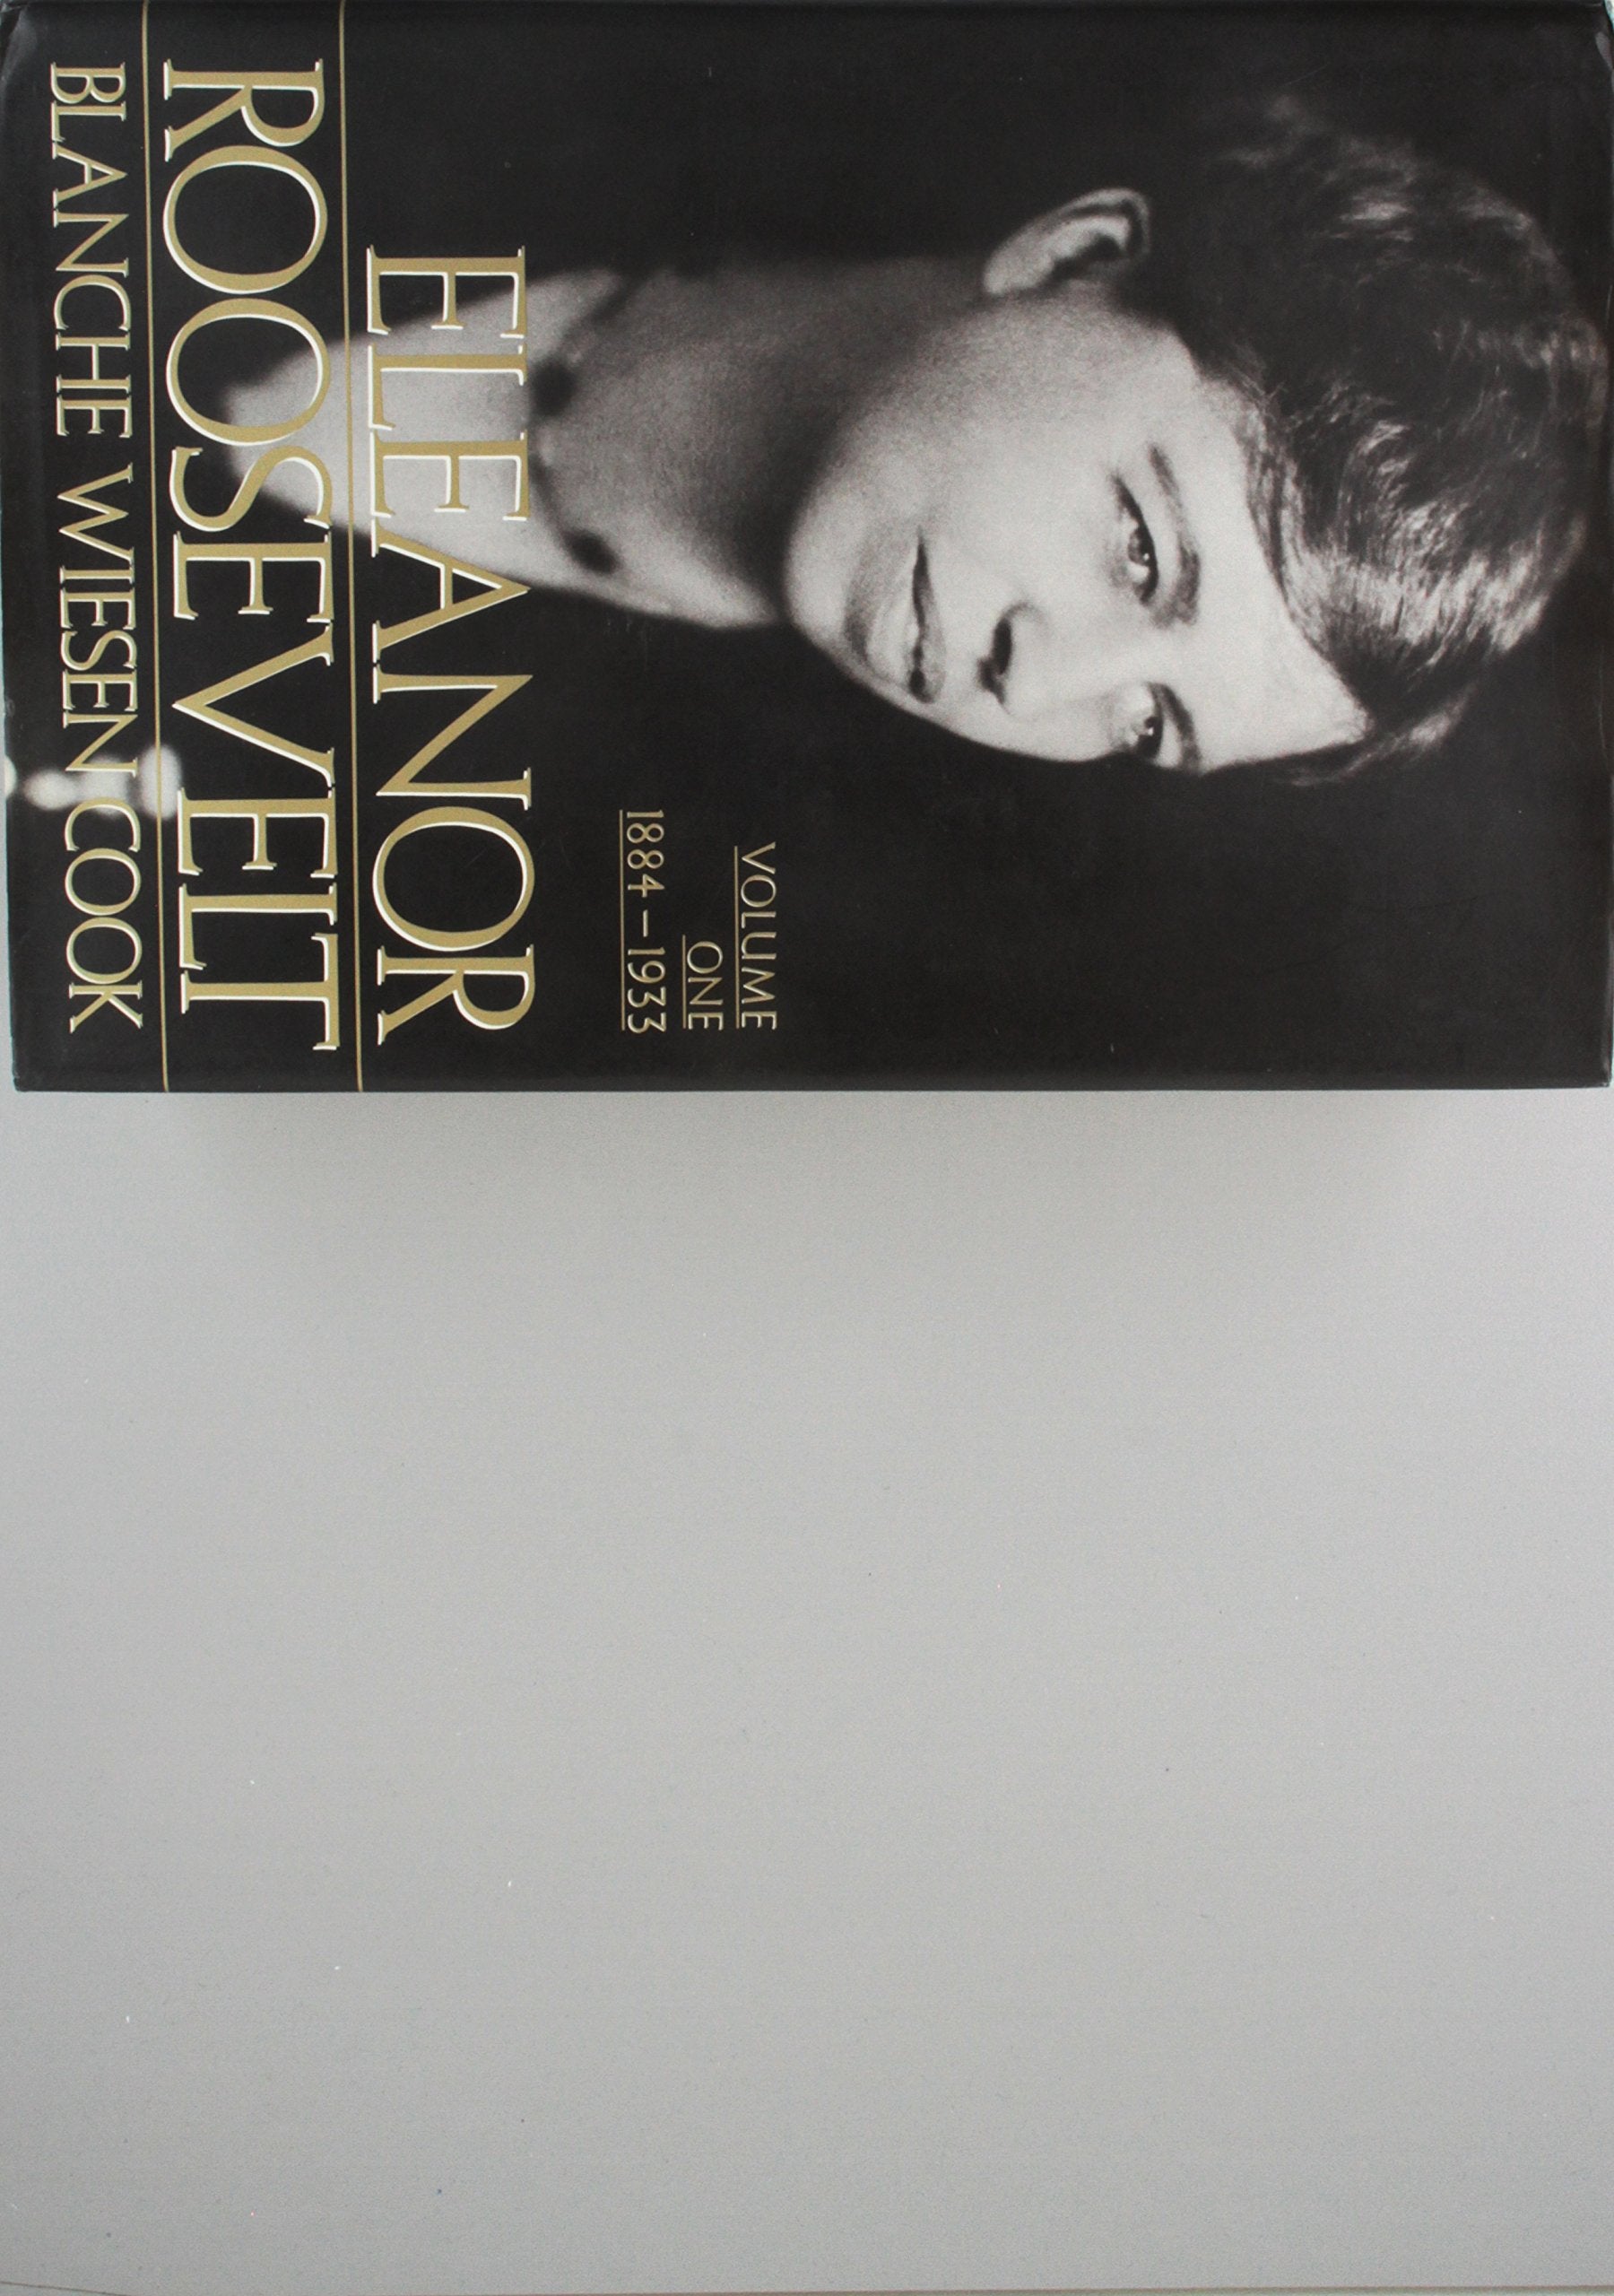 VOLUME
ONE
1884–1933
ELEANOR
ROOSEVELT
BLANCHE WIESEN COOK